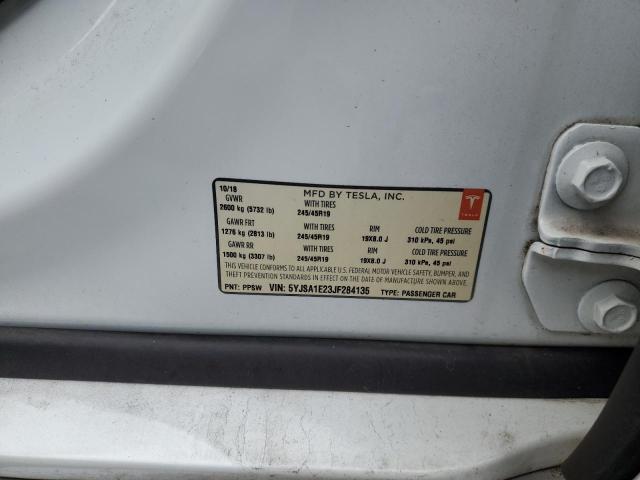 10/18 MFD BY TESLA, INC.
GVWR WITH TIRES
2600 kg (5732 lb) 245/45R19
TESLA
GAWR FRT WITH TIRES RIM COLD TIRE PRESSURE
1276 kg (2813 lb) 245/45R19 19X8.0 J 310 kPa, 45 psi
GAWR RR WITH TIRES RIM COLD TIRE PRESSURE
1500 kg (3307 lb) 245/45R19 19X8.0 J 310 kPa, 45 psi
THIS VEHICLE CONFORMS TO ALL APPLICABLE U.S. FEDERAL MOTOR VEHICLE SAFETY, BUMPER, AND
THEFT PREVENTION STANDARDS IN EFFECT ON THE DATE OF MANUFACTURE SHOWN ABOVE.
PNT: PPSW VIN: 5YJSA1E23JF284135 TYPE: PASSENGER CAR